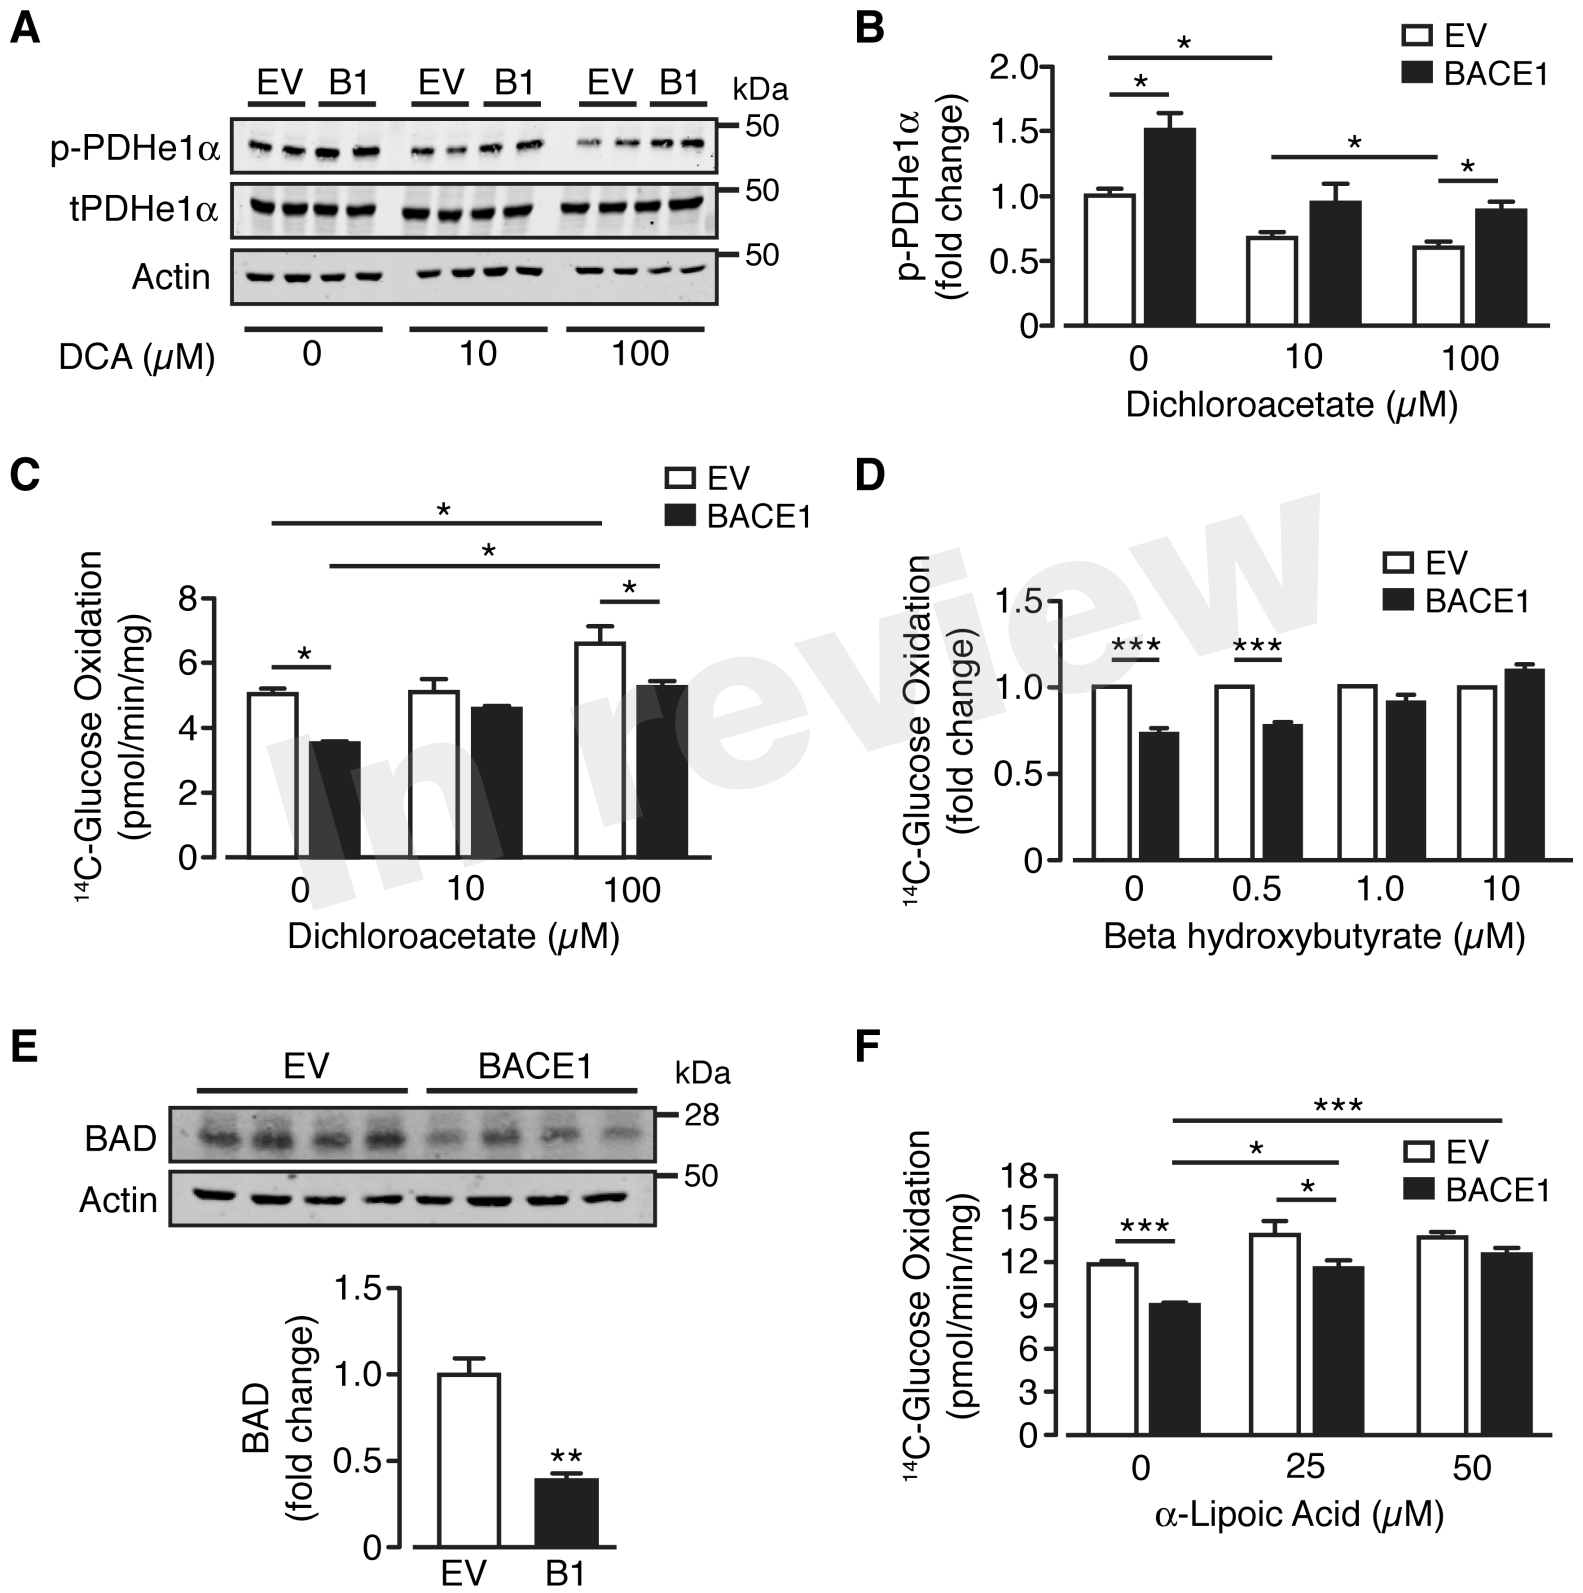 A
EV B1 EV B1 EV B1 kDa
p-PDHe1α 50
tPDHe1α 50
Actin 50
DCA (µM) 0 10 100
B
EV
BACE1
p-PDHe1α
(fold change)
2.0
1.5
1.0
0.5
0
* * * *
0 10 100
Dichloroacetate (µM)
C
EV
BACE1
¹⁴C-Glucose Oxidation
(pmol/min/mg)
8
6
4
2
0
* * * *
0 10 100
Dichloroacetate (µM)
D
EV
BACE1
¹⁴C-Glucose Oxidation
(fold change)
1.5
1.0
0.5
0
*** ***
0 0.5 1.0 10
Beta hydroxybutyrate (µM)
In review
E
EV BACE1 kDa
BAD 28
Actin 50
BAD
(fold change)
1.5
1.0
0.5
0
**
EV B1
F
EV
BACE1
¹⁴C-Glucose Oxidation
(pmol/min/mg)
18
15
12
9
6
3
0
*** * * ***
0 25 50
α-Lipoic Acid (µM)